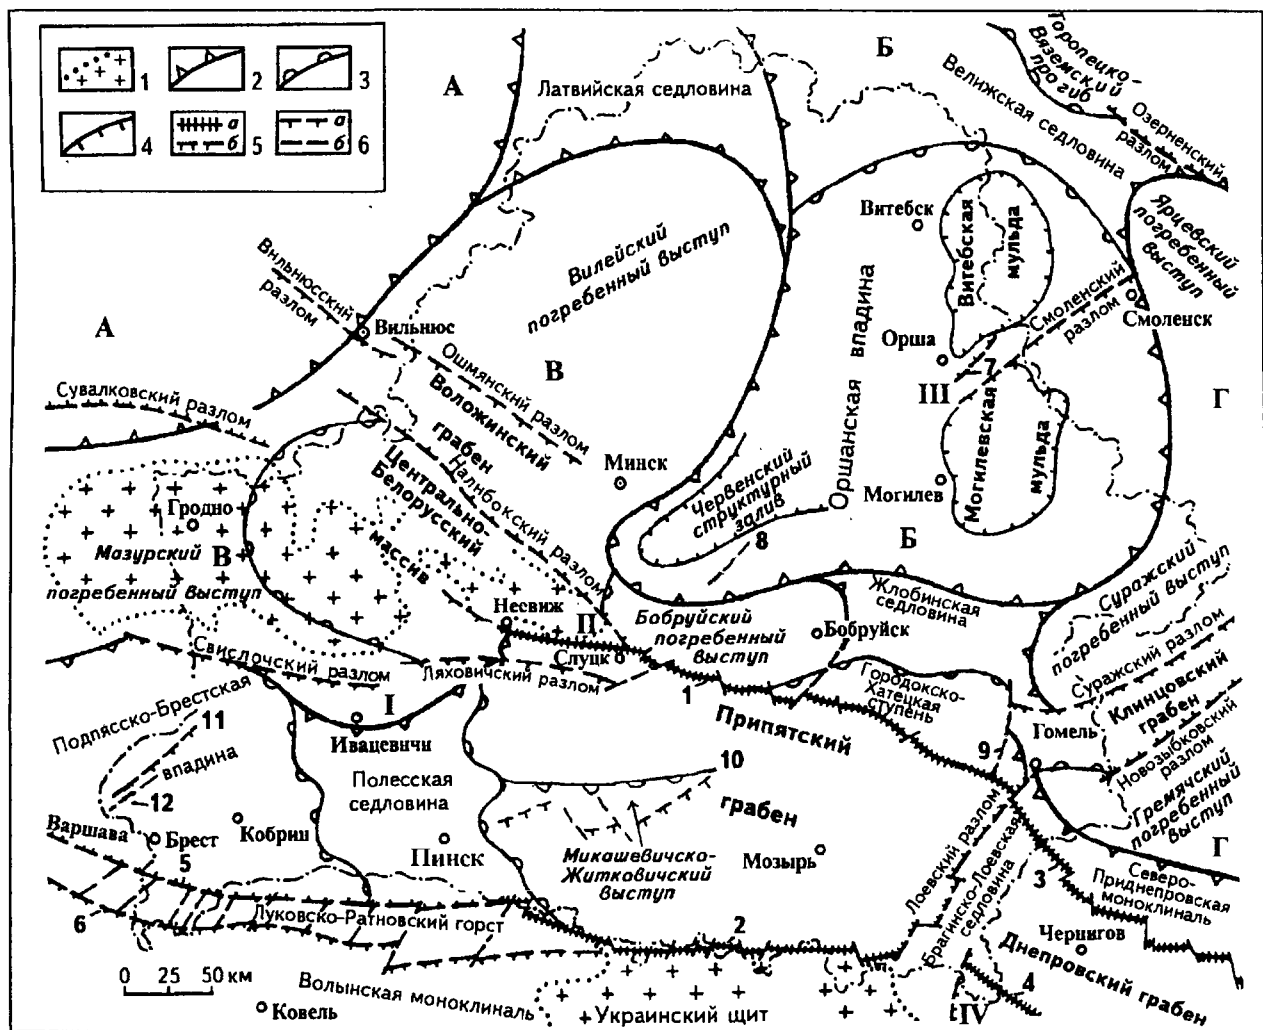 1
2
3
4
а
б
5
а
б
6
А
Латвийская седловина
Б
Торопецко-
Вяземский
прогиб
Велижская седловина
Озерненский
разлом
Ярцевский
погребенный
выступ
Витебск
Витебская
мульда
Вилейский
погребенный выступ
Вильнюсский
разлом
Вильнюс
А
Ошмянский разлом
В
Воложинский
грабен
Оршанская впадина
Орша
Смоленский
разлом
Смоленск
7
III
Г
Сувалковский разлом
Налибокский разлом
Центрально-
Белорусский
массив
Минск
Могилевская
мульда
Могилев
Червенский
структурный
залив
8
Б
Гродно
Мазурский
погребенный выступ
В
Суражский
погребенный выступ
Жлобинская
седловина
Несвиж
II
Слуцк
Бобруйский
погребенный
выступ
Бобруйск
Свислочский разлом
Ляховичский разлом
I
1
Городокско-
Хатецкая
ступень
Суражский разлом
Клинцовский
грабен
Новозыбковский
разлом
Гремячский
погребенный
выступ
Гомель
9
Подлясско-Брестская
впадина
11
12
Ивацевичи
Припятский
грабен
10
Полесская
седловина
Варшава
Брест
Кобрин
Пинск
Микашевичско-
Житковичский
выступ
Мозырь
5
6
Луковско-Ратновский горст
Лоевский разлом
Брагинско-Лоевская
седловина
3
Г
Северо-
Приднепровская
моноклиналь
2
Чернигов
Днепровский грабен
4
IV
0 25 50 км
Волынская моноклиналь
Ковель
Украинский щит